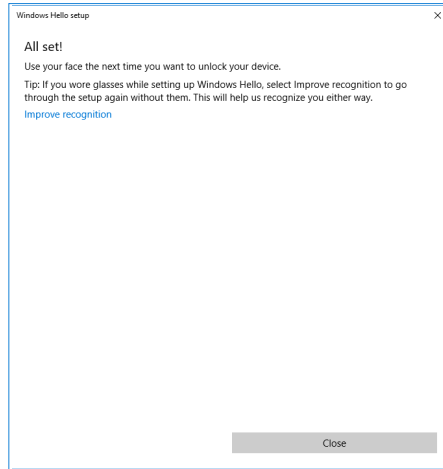 Windows Hello setup
All set!
Use your face the next time you want to unlock your device.
Tip: If you wore glasses while setting up Windows Hello, select Improve recognition to go
through the setup again without them. This will help us recognize you either way.
Improve recognition
Close